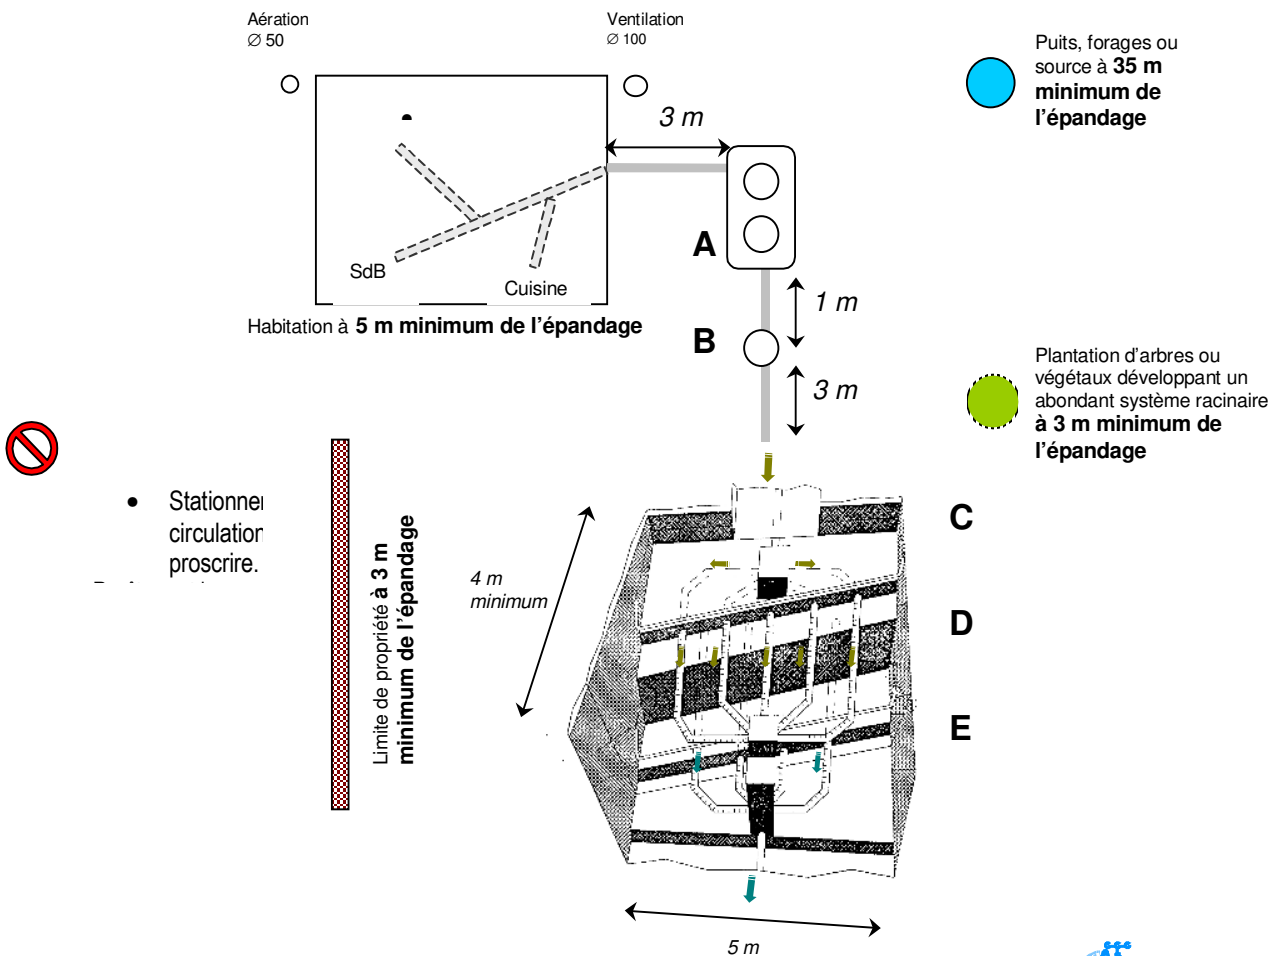 Aération
Ø 50
Ventilation
Ø 100
Puits, forages ou
source à 35 m
minimum de
l'épandage
3 m
A
SdB
Cuisine
1 m
Habitation à 5 m minimum de l'épandage
B
3 m
Plantation d'arbres ou
végétaux développant un
abondant système racinaire
à 3 m minimum de
l'épandage
• Stationner
circulation
proscrire.
Limite de propriété à 3 m
minimum de l'épandage
4 m
minimum
C
D
E
5 m